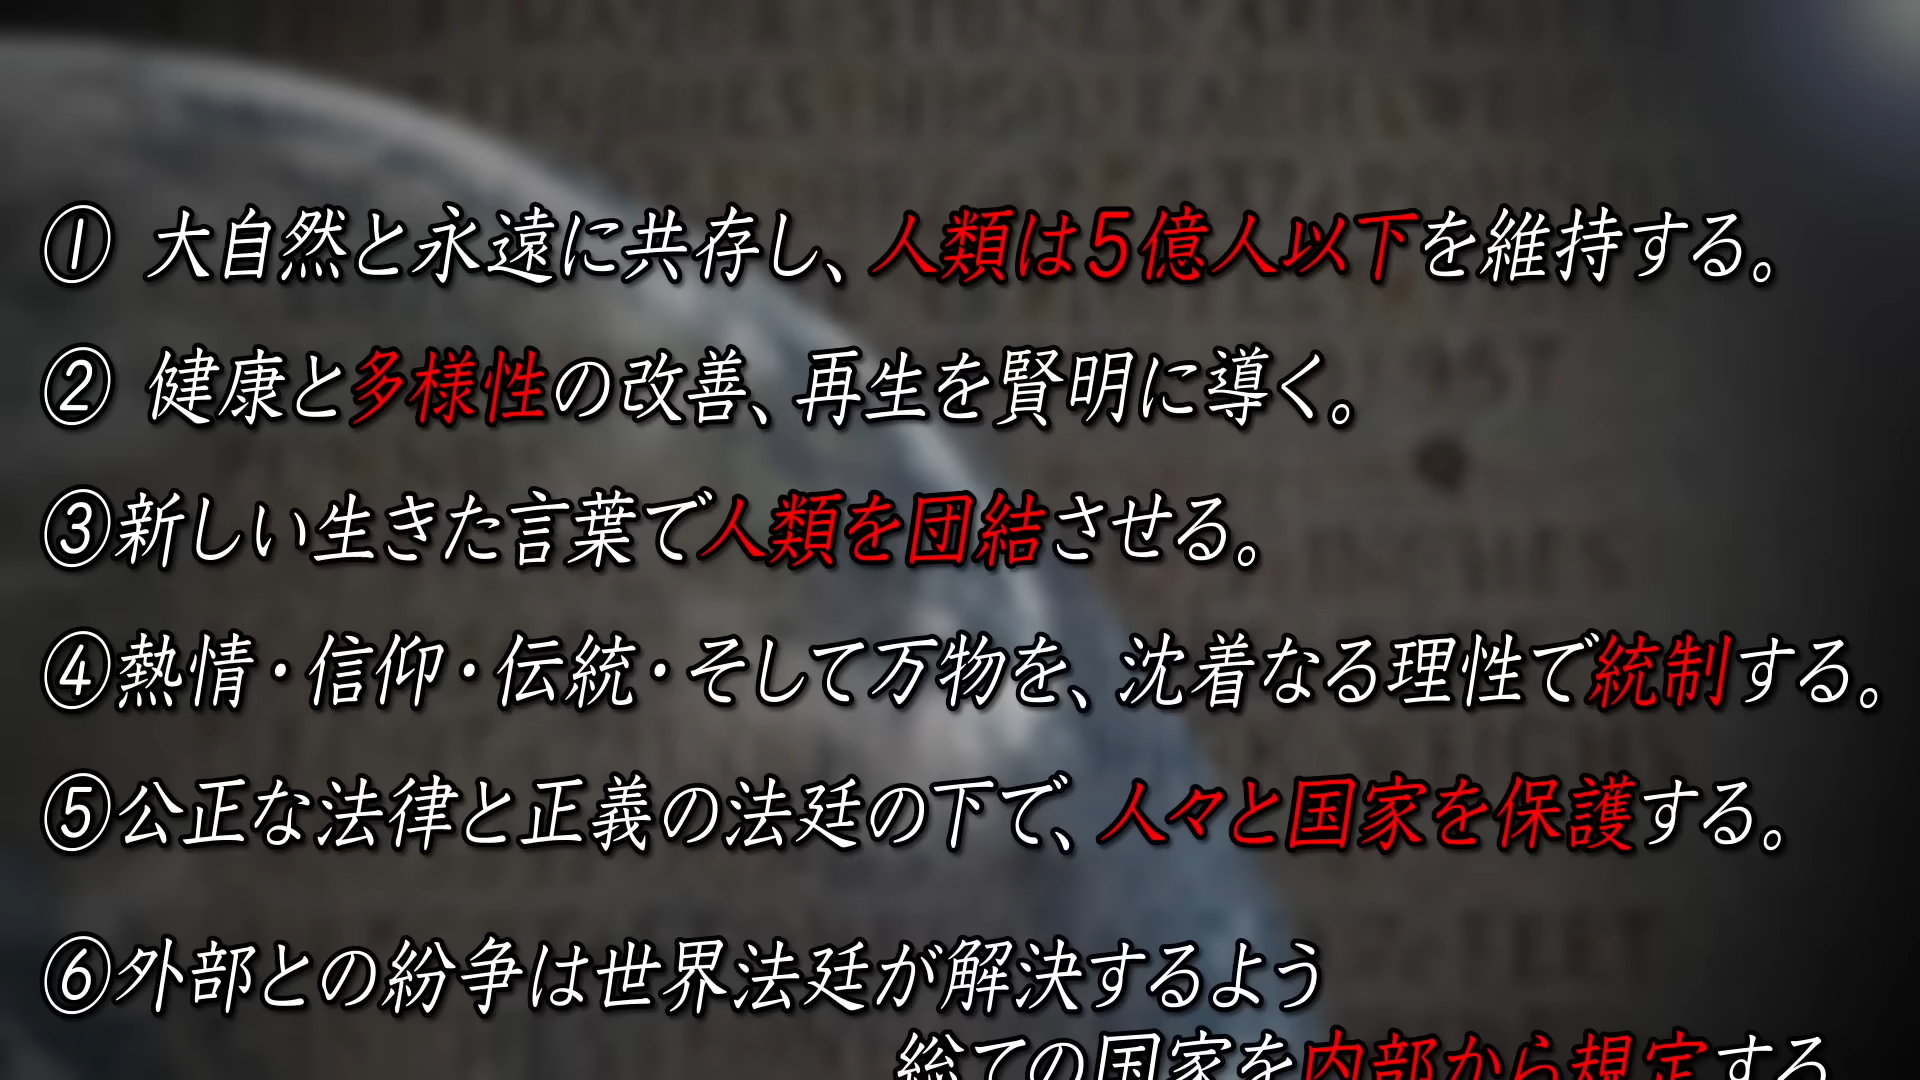 ① 大自然と永遠に共存し、人類は５億人以下を維持する。
② 健康と多様性の改善、再生を賢明に導く。
③新しい生きた言葉で人類を団結させる。
④熱情・信仰・伝統・そして万物を、沈着なる理性で統制する。
⑤公正な法律と正義の法廷の下で、人々と国家を保護する。
⑥外部との紛争は世界法廷が解決するよう
総ての国家を内部から規定する